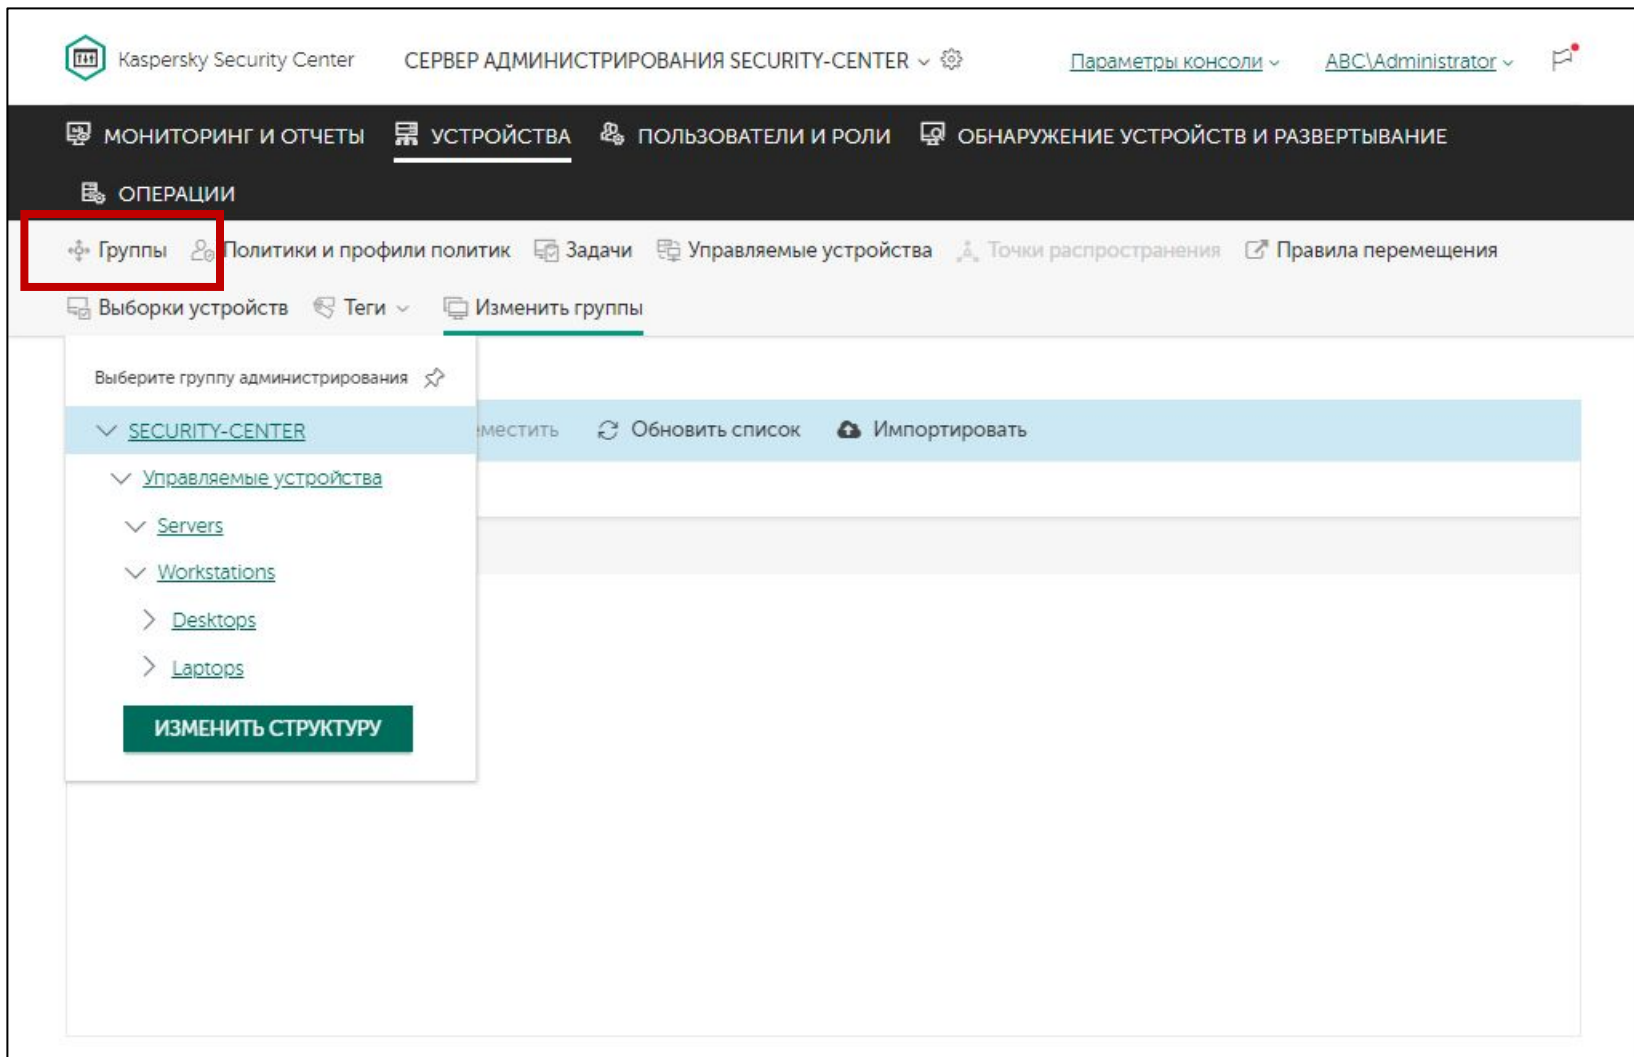 Kaspersky Security Center СЕРВЕР АДМИНИСТРИРОВАНИЯ SECURITY-CENTER Параметры консоли ABC\Administrator
МОНИТОРИНГ И ОТЧЕТЫ УСТРОЙСТВА ПОЛЬЗОВАТЕЛИ И РОЛИ ОБНАРУЖЕНИЕ УСТРОЙСТВ И РАЗВЕРТЫВАНИЕ
ОПЕРАЦИИ
Группы Политики и профили политик Задачи Управляемые устройства Точки распространения Правила перемещения
Выборки устройств Теги Изменить группы
Выберите группу администрирования
SECURITY-CENTER местить Обновить список Импортировать
Управляемые устройства
Servers
Workstations
Desktops
Laptops
ИЗМЕНИТЬ СТРУКТУРУ